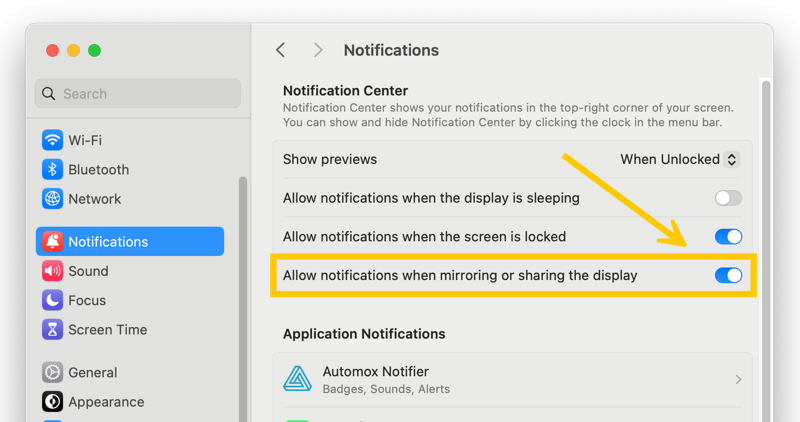 Notifications
Search
Wi-Fi
Bluetooth
Network
Notifications
Sound
Focus
Screen Time
General
Appearance
Notification Center
Notification Center shows your notifications in the top-right corner of your screen.
You can show and hide Notification Center by clicking the clock in the menu bar.
Show previews When Unlocked
Allow notifications when the display is sleeping
Allow notifications when the screen is locked
Allow notifications when mirroring or sharing the display
Application Notifications
Automox Notifier
Badges, Sounds, Alerts